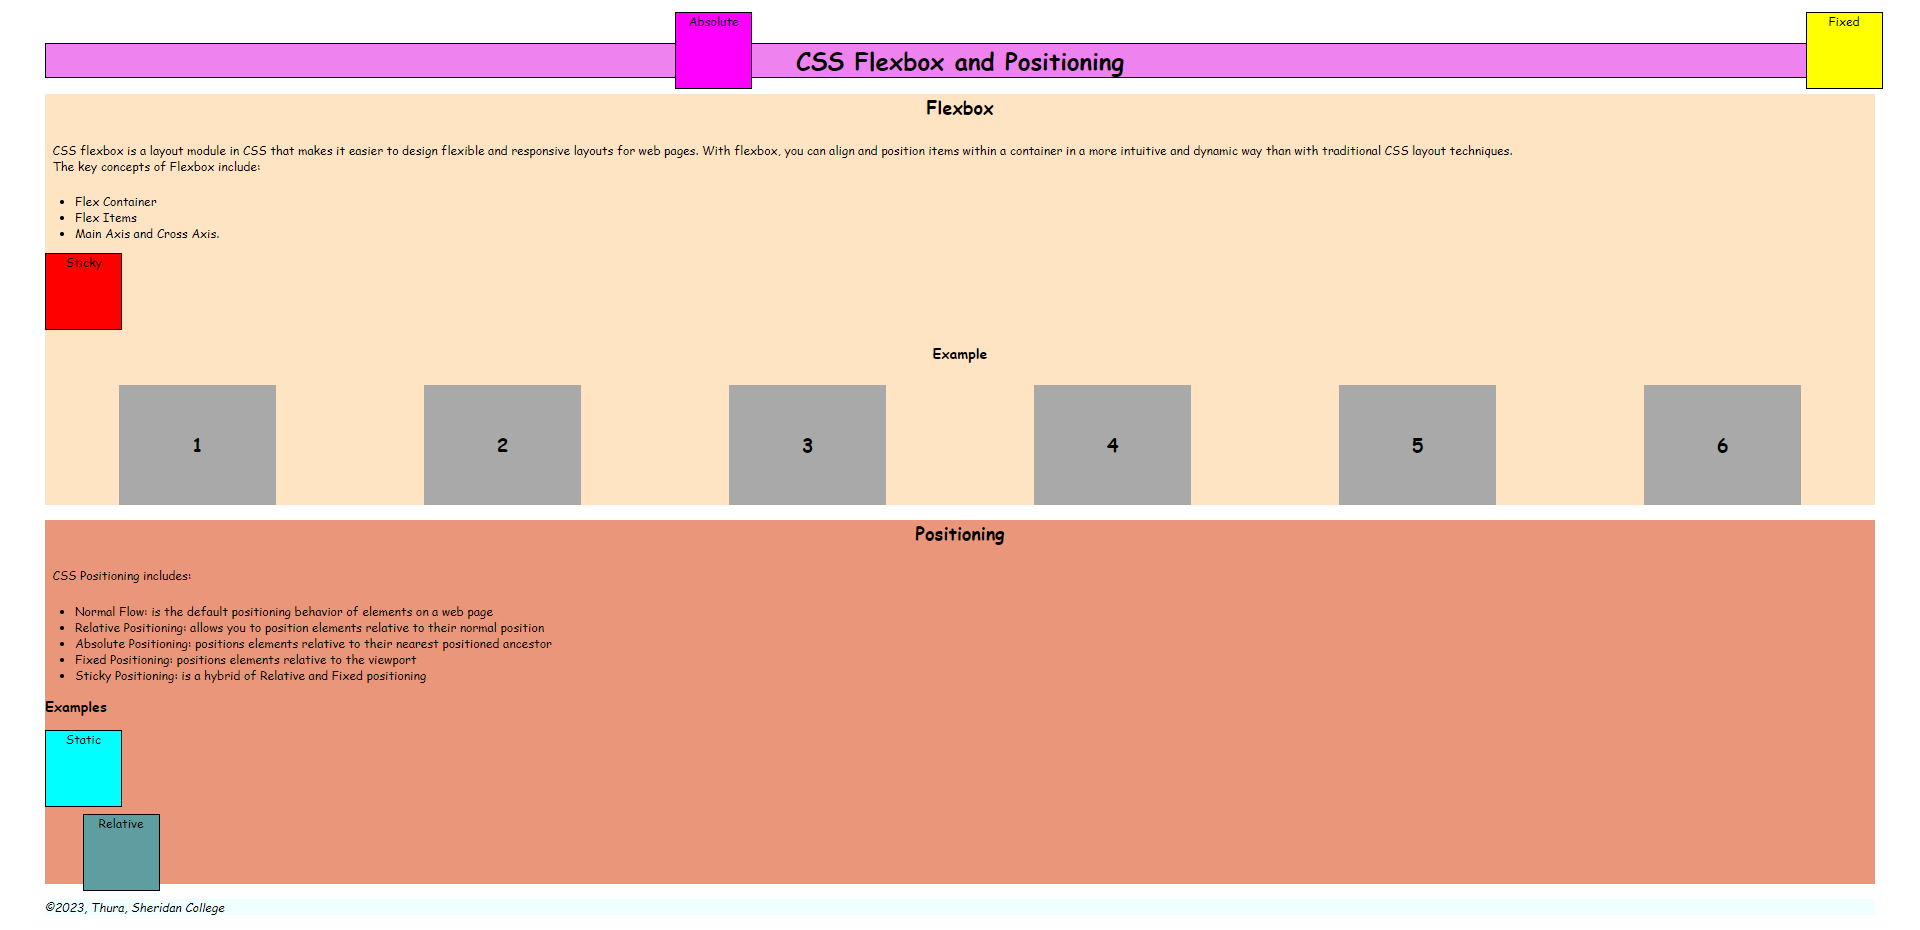 Absolute
Fixed
CSS Flexbox and Positioning
Flexbox
CSS flexbox is a layout module in CSS that makes it easier to design flexible and responsive layouts for web pages. With flexbox, you can align and position items within a container in a more intuitive and dynamic way than with traditional CSS layout techniques.
The key concepts of Flexbox include:
• Flex Container
• Flex Items
• Main Axis and Cross Axis.
Sticky
Example
1 2 3 4 5 6
Positioning
CSS Positioning includes:
• Normal Flow: is the default positioning behavior of elements on a web page
• Relative Positioning: allows you to position elements relative to their normal position
• Absolute Positioning: positions elements relative to their nearest positioned ancestor
• Fixed Positioning: positions elements relative to the viewport
• Sticky Positioning: is a hybrid of Relative and Fixed positioning
Examples
Static
Relative
©2023, Thura, Sheridan College